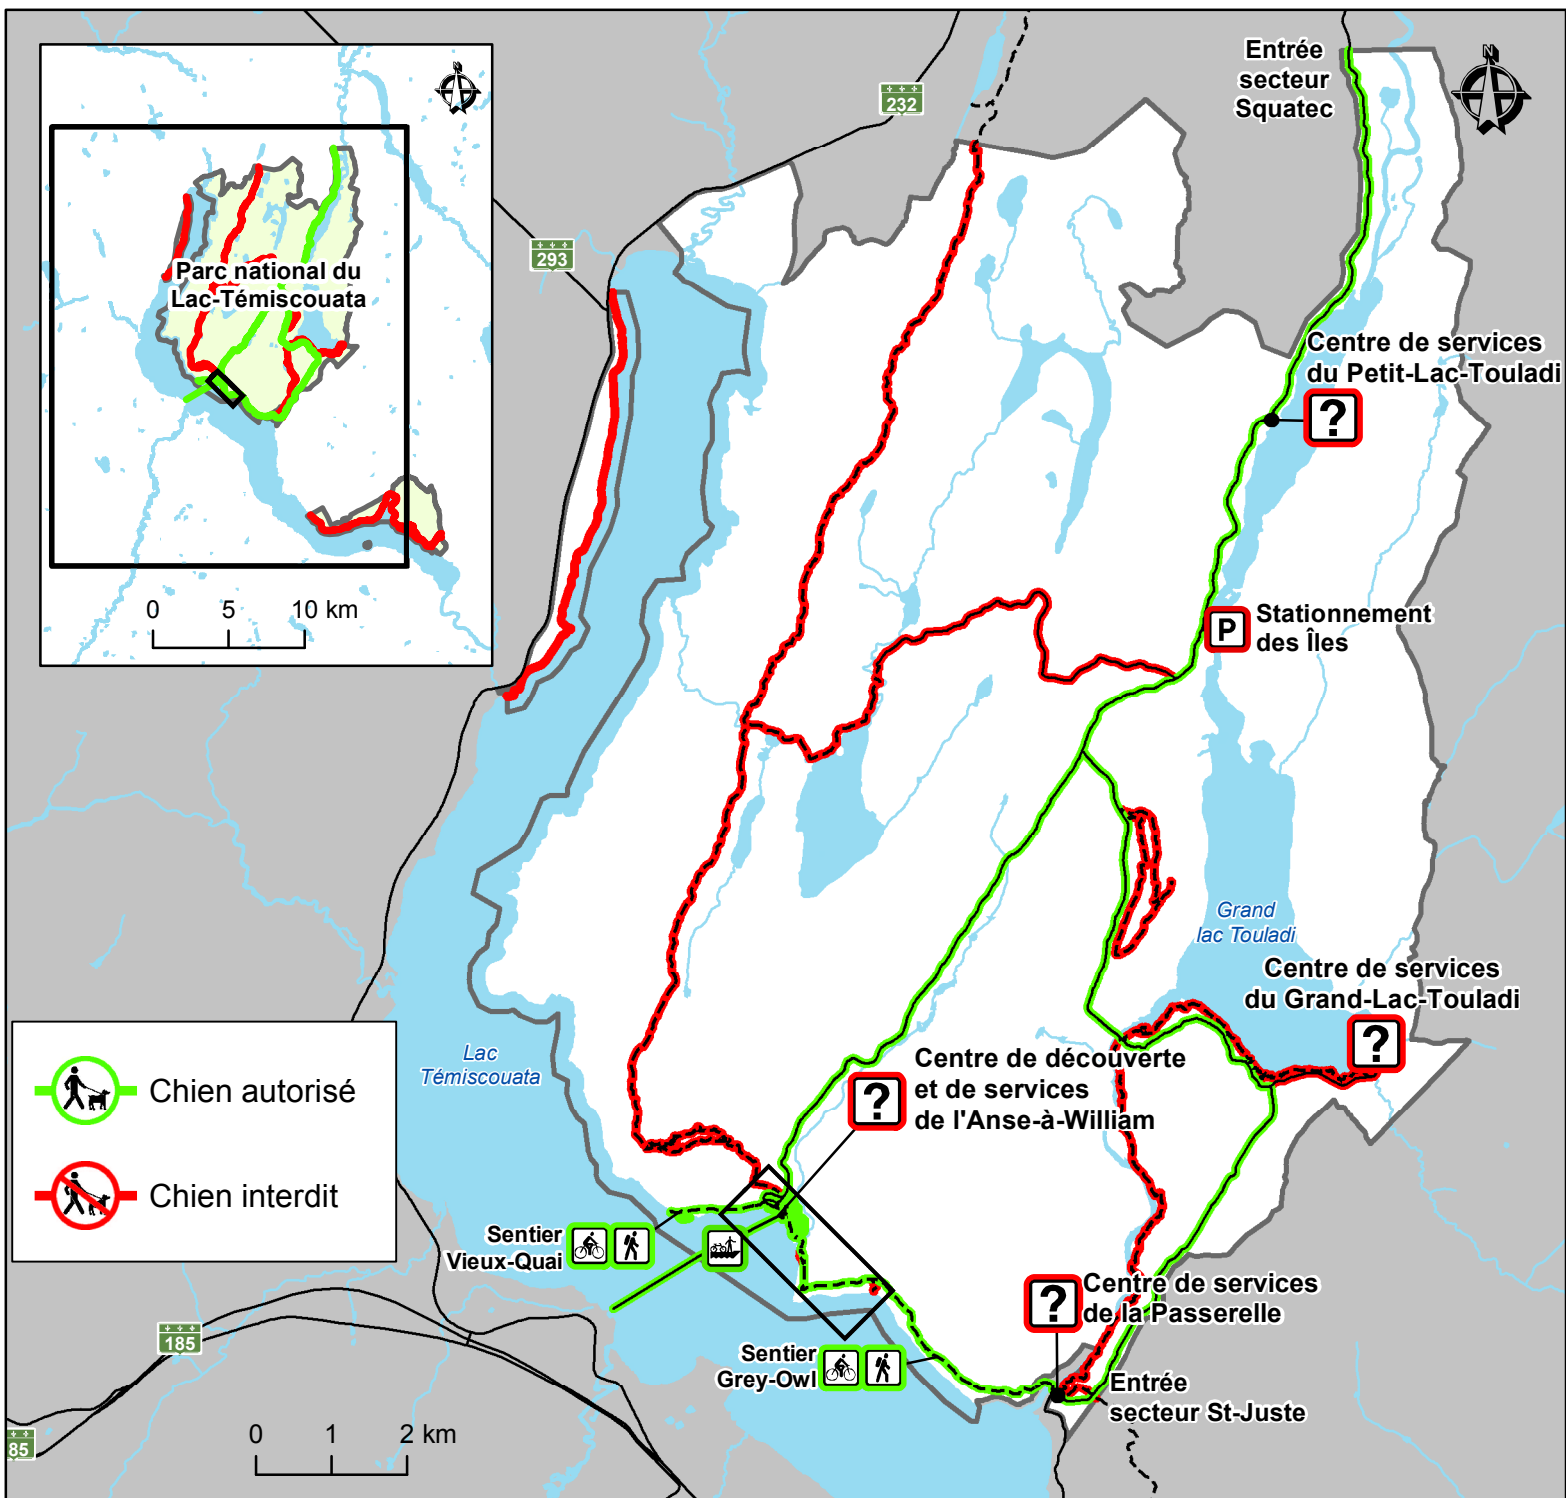 N
Parc national du
Lac-Témiscouata
0 5 10 km
232
293
Entrée
secteur
Squatec
N
Centre de services
du Petit-Lac-Touladi
?
P
Stationnement
des Îles
Grand
lac Touladi
Centre de services
du Grand-Lac-Touladi
?
Lac
Témiscouata
Centre de découverte
et de services
de l'Anse-à-William
?
Chien autorisé
Chien interdit
Sentier
Vieux-Quai
Centre de services
de la Passerelle
?
Sentier
Grey-Owl
Entrée
secteur St-Juste
185
85
0 1 2 km